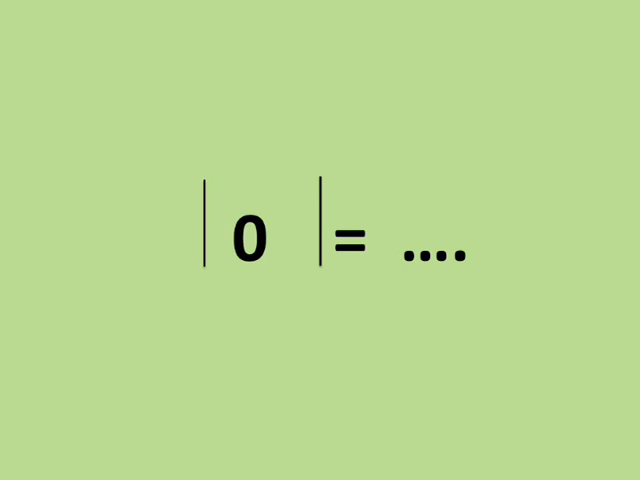 | 0 | = ....